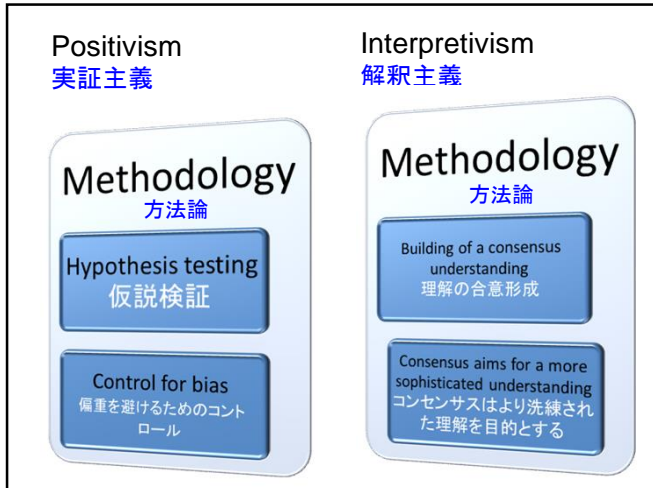 Positivism
実証主義
Methodology
方法論
Hypothesis testing
仮説検証
Control for bias
偏重を避けるためのコント
ロール
Interpretivism
解釈主義
Methodology
方法論
Building of a consensus
understanding
理解の合意形成
Consensus aims for a more
sophisticated understanding
コンセンサスはより洗練され
た理解を目的とする